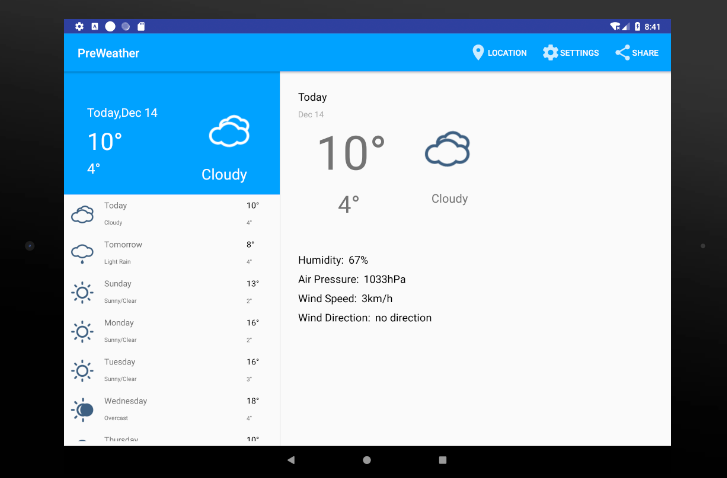 8:41
PreWeather
LOCATION SETTINGS SHARE
Today,Dec 14
10°
4°
Cloudy
Today 10°
Cloudy 4°
Tomorrow 8°
Light Rain 4°
Sunday 13°
Sunny/Clear 2°
Monday 16°
Sunny/Clear 2°
Tuesday 16°
Sunny/Clear 3°
Wednesday 18°
Overcast 4°
Thursday 10°
Today
Dec 14
10°
4° Cloudy
Humidity: 67%
Air Pressure: 1033hPa
Wind Speed: 3km/h
Wind Direction: no direction